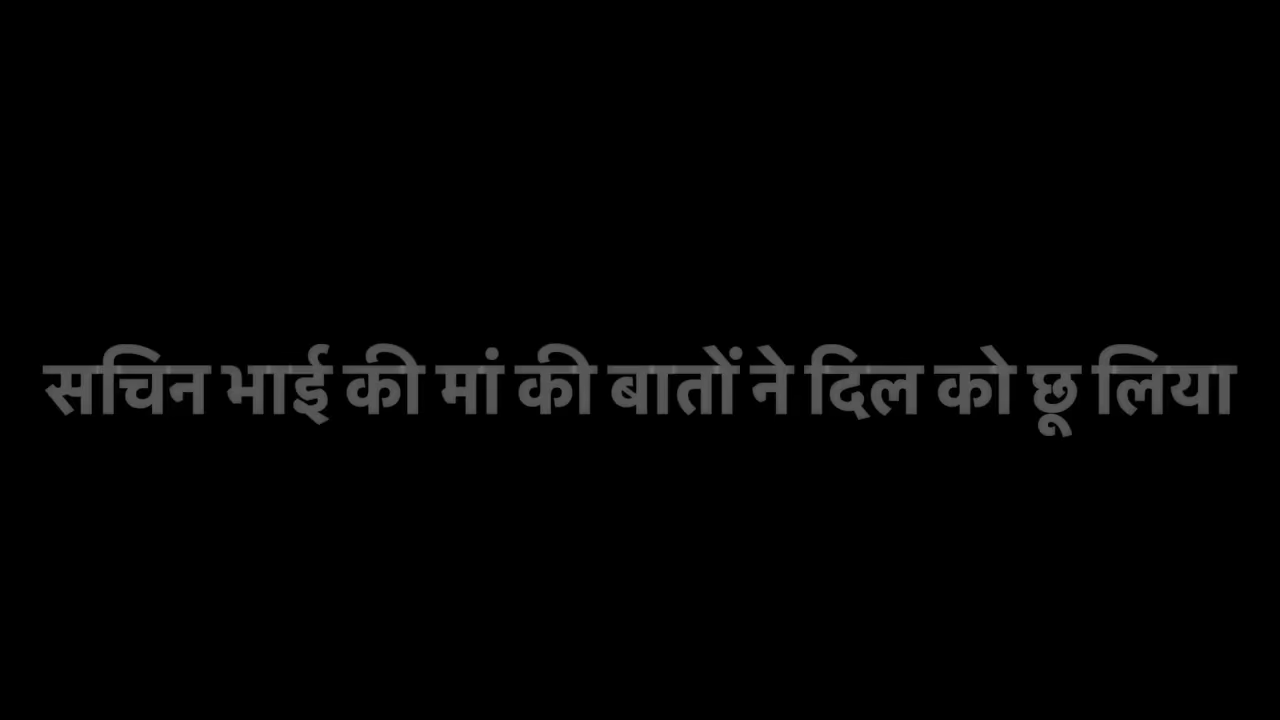 सचिन भाई की मां की बातों ने दिल को छू लिया